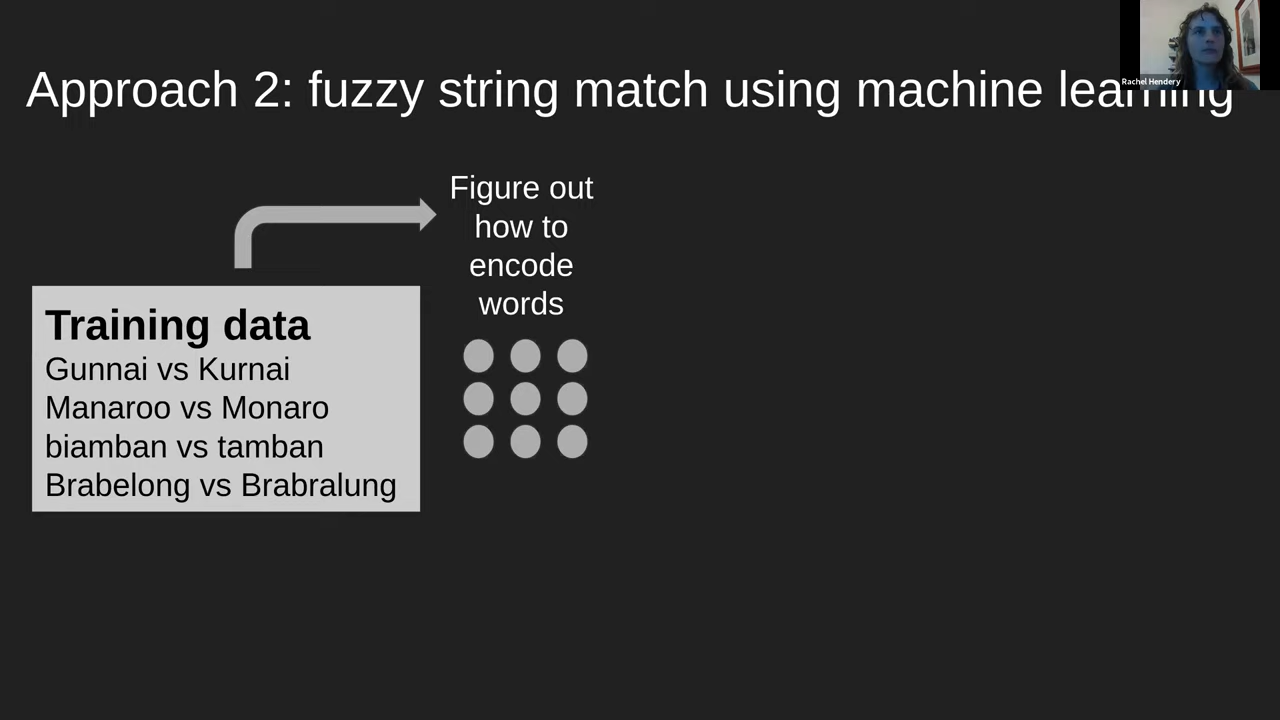 Rachel Hendery
Approach 2: fuzzy string match using machine learning
Figure out
how to
encode
words
Training data
Gunnai vs Kurnai
Manaroo vs Monaro
biamban vs tamban
Brabelong vs Brabralung